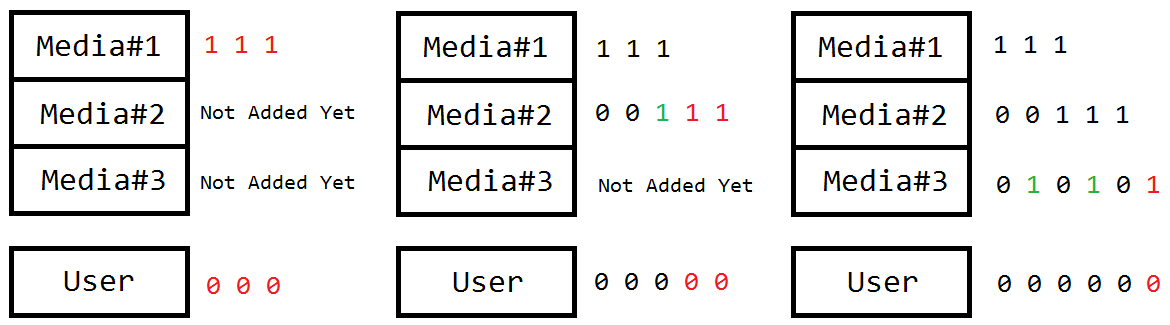 Media#1 1 1 1
Media#2 Not Added Yet
Media#3 Not Added Yet
User 0 0 0
Media#1 1 1 1
Media#2 0 0 1 1 1
Media#3 Not Added Yet
User 0 0 0 0 0
Media#1 1 1 1
Media#2 0 0 1 1 1
Media#3 0 1 0 1 0 1
User 0 0 0 0 0 0